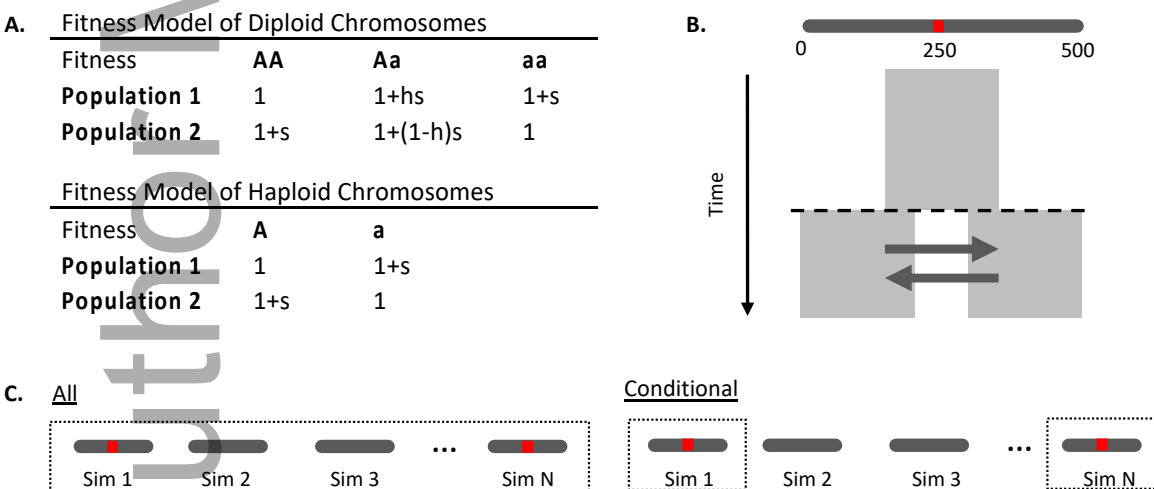 A.
Fitness Model of Diploid Chromosomes
Fitness AA Aa aa
Population 1 1 1+hs 1+s
Population 2 1+s 1+(1-h)s 1
Fitness Model of Haploid Chromosomes
Fitness A a
Population 1 1 1+s
Population 2 1+s 1
B.
0 250 500
Time
C. All
Sim 1 Sim 2 Sim 3 ... Sim N
Conditional
Sim 1 Sim 2 Sim 3 ... Sim N
uthor